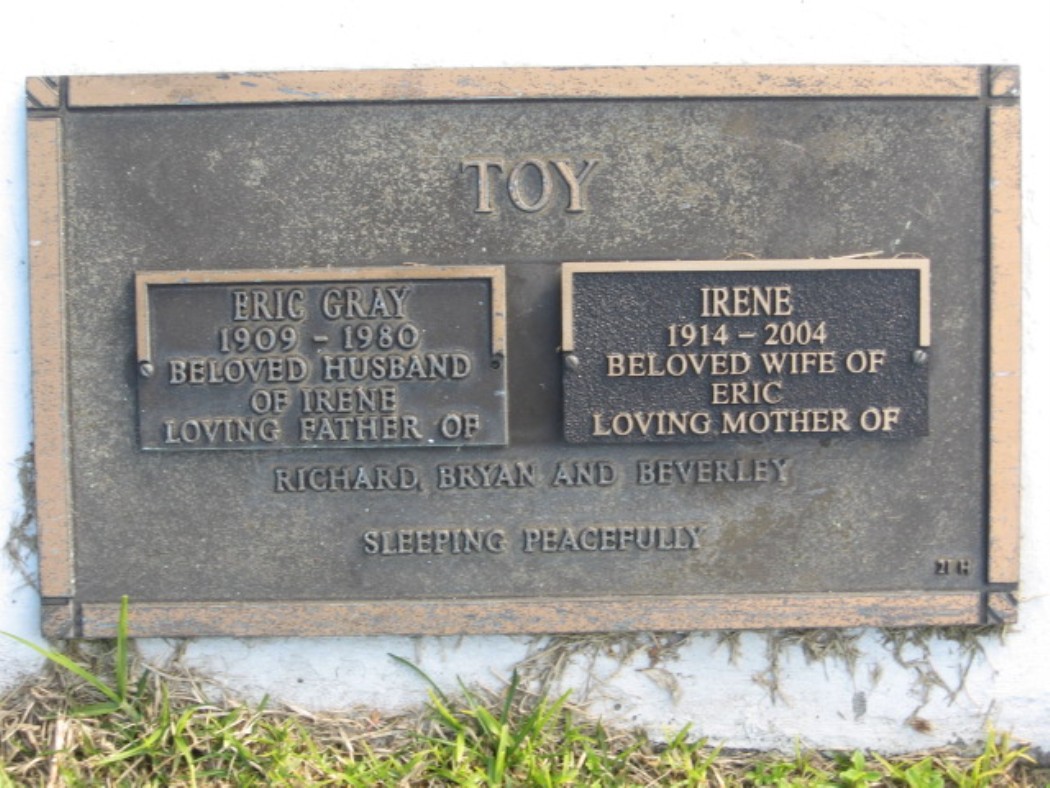 TOY
ERIC GRAY
1909 - 1980
BELOVED HUSBAND
OF IRENE
LOVING FATHER OF
IRENE
1914 - 2004
BELOVED WIFE OF
ERIC
LOVING MOTHER OF
RICHARD, BRYAN AND BEVERLEY
SLEEPING PEACEFULLY